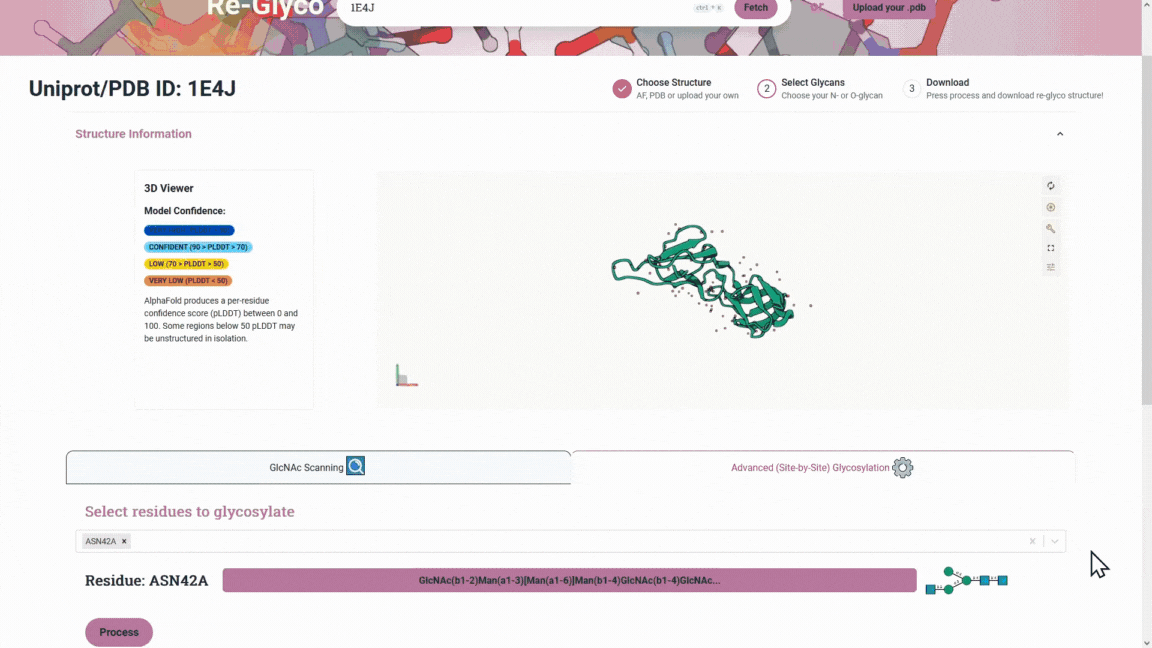 Re-Glyco
1E4J
ctrl + K
Fetch
or
Upload your .pdb
Uniprot/PDB ID: 1E4J
Choose Structure
AF, PDB or upload your own
2
Select Glycans
Choose your N- or O-glycan
3
Download
Press process and download re-glyco structure!
Structure Information
3D Viewer
Model Confidence:
CONFIDENT (90 > PLDDT > 70)
LOW (70 > PLDDT > 50)
VERY LOW (PLDDT < 50)
AlphaFold produces a per-residue
confidence score (pLDDT) between 0 and
100. Some regions below 50 pLDDT may
be unstructured in isolation.
GlcNAc Scanning
Advanced (Site-by-Site) Glycosylation
Select residues to glycosylate
ASN42A ×
Residue: ASN42A
GlcNAc(b1-2)Man(a1-3)[Man(a1-6)]Man(b1-4)GlcNAc(b1-4)GlcNAc...
Process